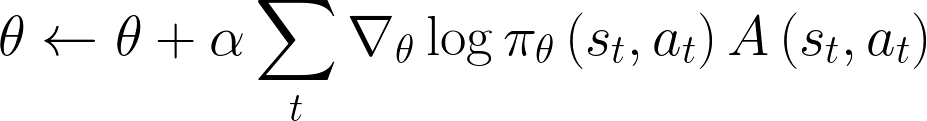 θ ← θ + α ∑_t ∇_θ log π_θ (s_t, a_t) A (s_t, a_t)